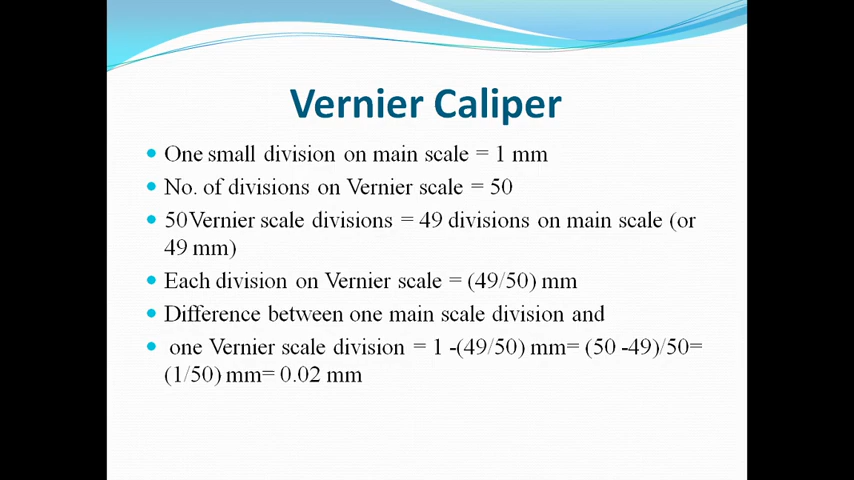 Vernier Caliper
• One small division on main scale = 1 mm
• No. of divisions on Vernier scale = 50
• 50Vernier scale divisions = 49 divisions on main scale (or
49 mm)
• Each division on Vernier scale = (49/50) mm
• Difference between one main scale division and
• one Vernier scale division = 1 -(49/50) mm= (50 -49)/50=
(1/50) mm= 0.02 mm